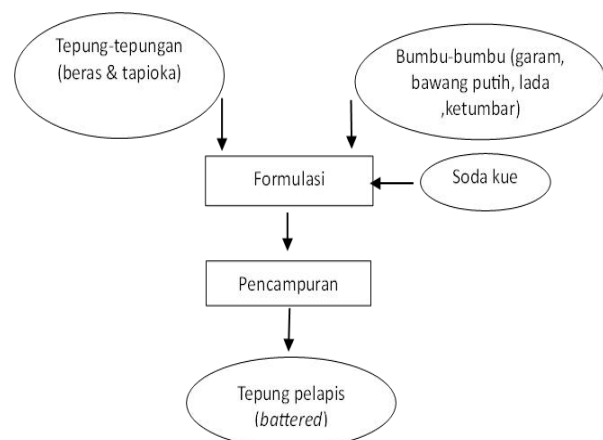 Tepung-tepungan
(beras & tapioka)
Bumbu-bumbu (garam,
bawang putih, lada
,ketumbar)
Formulasi
Soda kue
Pencampuran
Tepung pelapis
(battered)